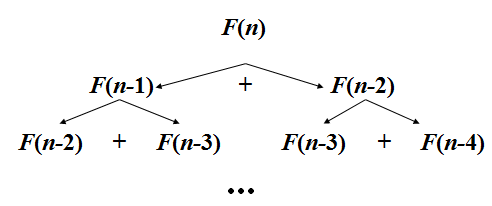 F(n)
F(n-1) + F(n-2)
F(n-2) + F(n-3) F(n-3) + F(n-4)
...